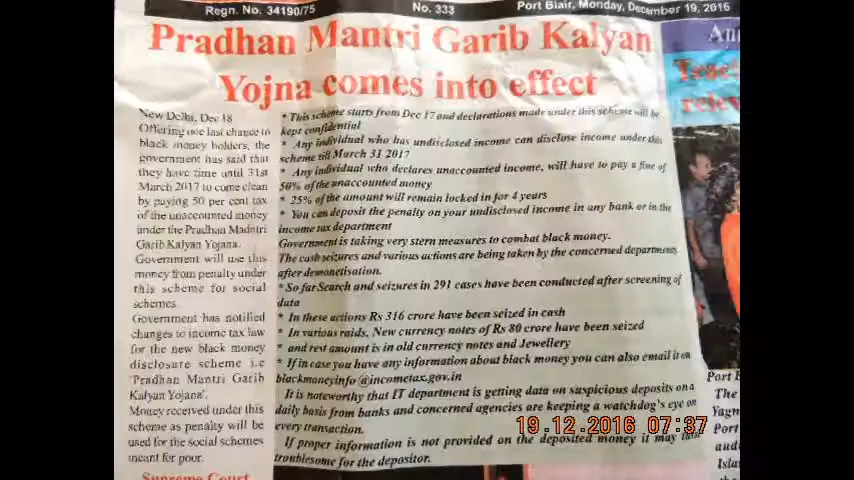 Regn. No. 34190/75 No. 333 Port Blair, Monday, December 19, 2016
Pradhan Mantri Garib Kalyan
Yojna comes into effect
New Delhi, Dec 18
Offering one last chance to
black money holders, the
government has said that
they have time until 31st
March 2017 to come clean
by paying 50 per cent tax
of the unaccounted money
under the Pradhan Madntri
Garib Kalyan Yojana.
Government will use this
money from penalty under
this scheme for social
schemes.
Government has notified
changes to income tax law
for the new black money
disclosure scheme i.e
'Pradhan Mantri Garib
Kalyan Yojana'.
Money received under this
scheme as penalty will be
used for the social schemes
meant for poor.
Supreme Court
* This scheme starts from Dec 17 and declarations made under this scheme will be
kept confidential
* Any individual who has undisclosed income can disclose income under this
scheme till March 31 2017
* Any individual who declares unaccounted income, will have to pay a fine of
50% of the unaccounted money
* 25% of the amount will remain locked in for 4 years
* You can deposit the penalty on your undisclosed income in any bank or in the
income tax department
Government is taking very stern measures to combat black money.
The cash seizures and various actions are being taken by the concerned departments
after demonetisation.
* So far Search and seizures in 291 cases have been conducted after screening of
data
* In these actions Rs 316 crore have been seized in cash
* In various raids, New currency notes of Rs 80 crore have been seized
* and rest amount is in old currency notes and Jewellery
* If in case you have any information about black money you can also email it on
blackmoneyinfo@incometax.gov.in
It is noteworthy that IT department is getting data on suspicious deposits on a
daily basis from banks and concerned agencies are keeping a watchdog's eye on
every transaction.
If proper information is not provided on the deposited money it may turn
troublesome for the depositor.
Port B
The
Yagn
Port
audi
Islan
19.12.2016 07:37